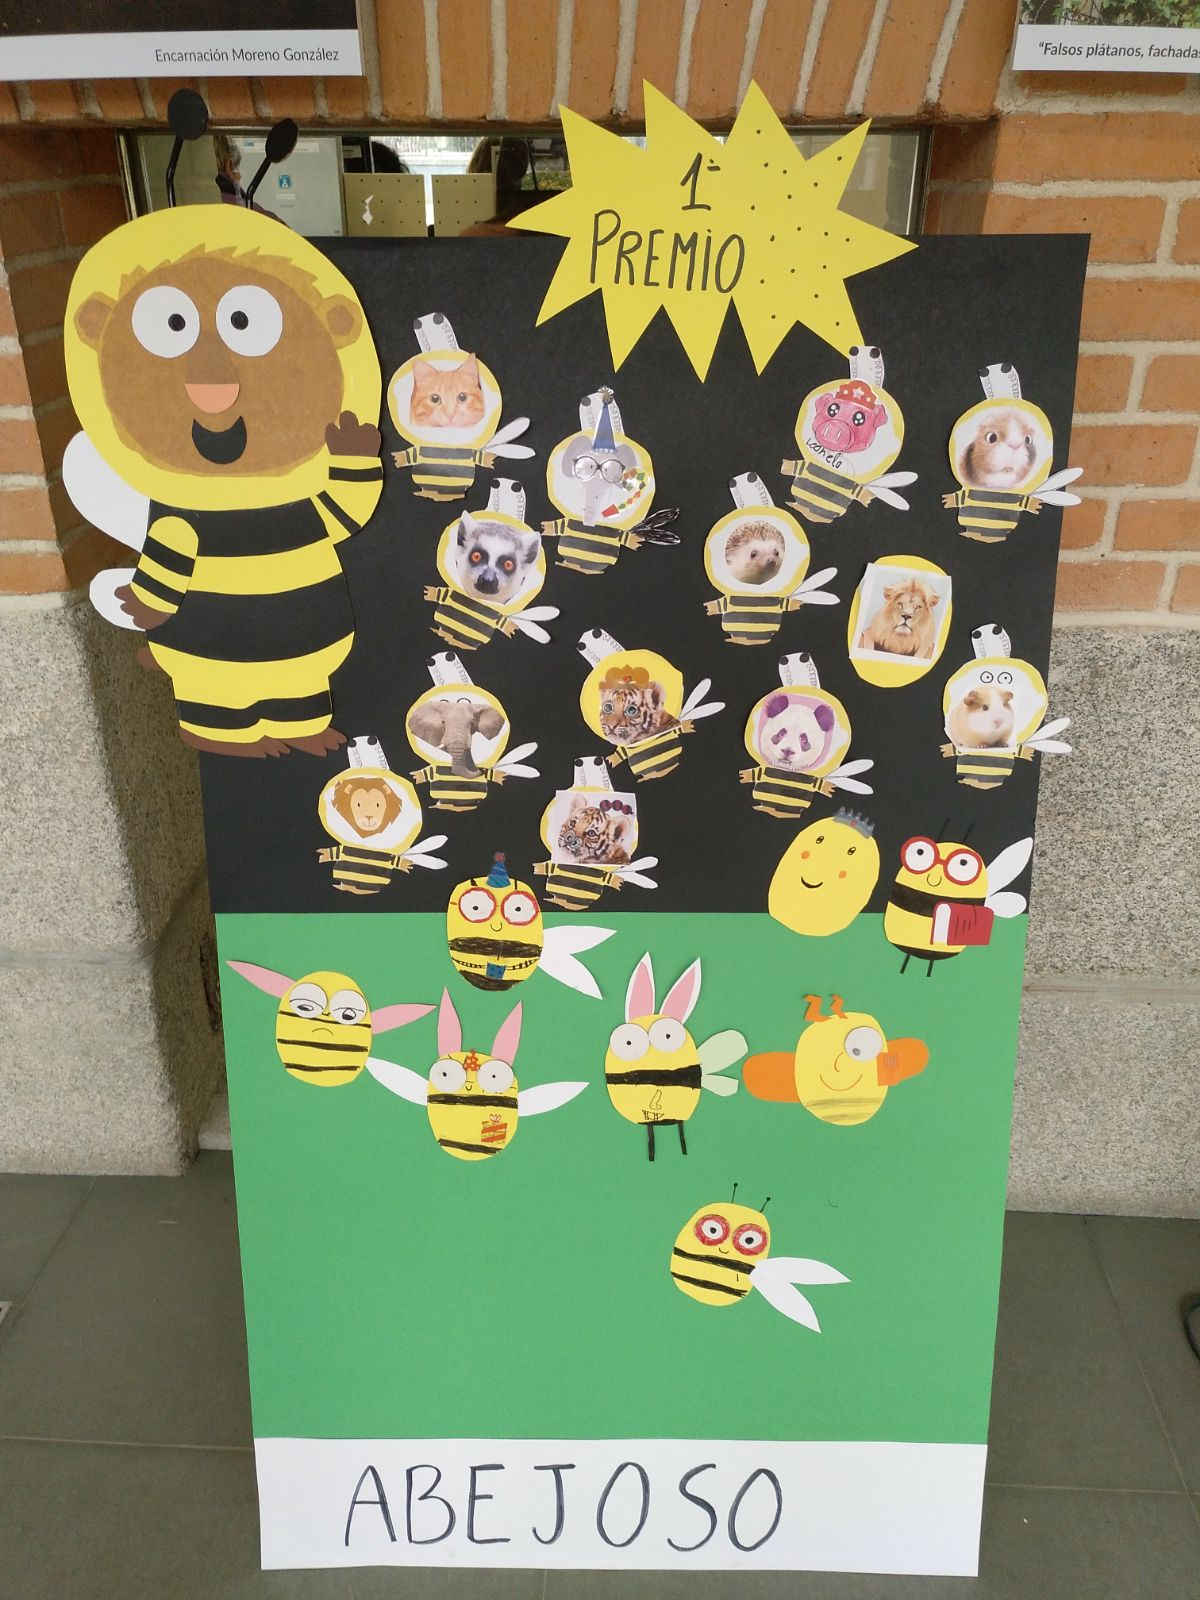 Encarnación Moreno González
"Falsos plátanos, fachadas
1º
PREMIO
ABEJOSO